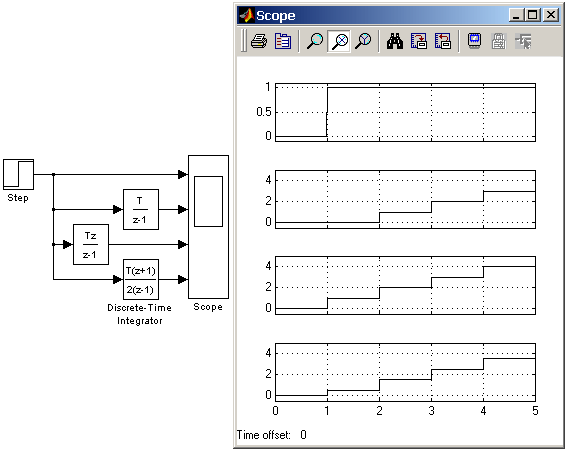 Step
T
z-1
Tz
z-1
T(z+1)
2(z-1)
Discrete-Time
Integrator
Scope
Scope
1
0.5
0
4
2
0
4
2
0
4
2
0
0 1 2 3 4 5
Time offset: 0